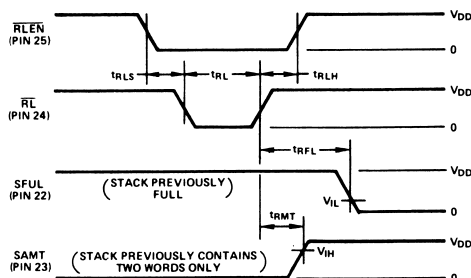 RLEN
(PIN 25)
VDD
0
tRLS
tRL
tRLH
RL
(PIN 24)
VDD
0
tRFL
SFUL
(PIN 22)
(STACK PREVIOUSLY
FULL)
VDD
VIL
0
tRMT
SAMT
(PIN 23)
(STACK PREVIOUSLY CONTAINS
TWO WORDS ONLY)
VIH
VDD
0